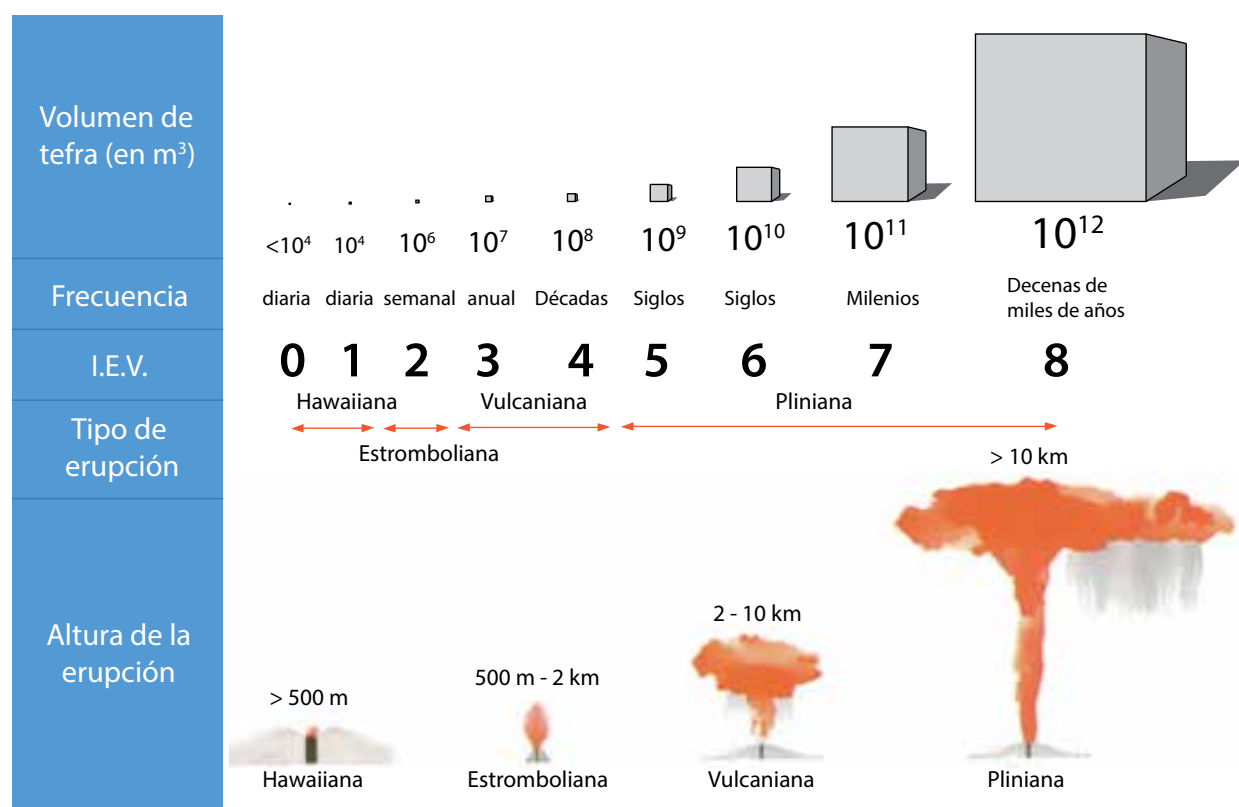 Volumen de
tefra (en m³)
<10⁴ 10⁴ 10⁶ 10⁷ 10⁸ 10⁹ 10¹⁰ 10¹¹ 10¹²
Frecuencia
diaria diaria semanal anual Décadas Siglos Siglos Milenios Decenas de
miles de años
I.E.V.
0 1 2 3 4 5 6 7 8
Tipo de
erupción
Hawaiiana Vulcaniana Pliniana
Estromboliana
Altura de la
erupción
> 10 km
2 - 10 km
500 m - 2 km
> 500 m
Hawaiiana Estromboliana Vulcaniana Pliniana